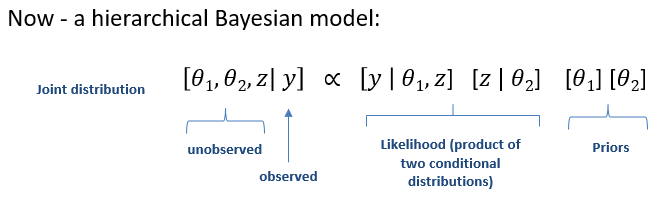 Now - a hierarchical Bayesian model:
Joint distribution [θ₁, θ₂, z| y] ∝ [y | θ₁, z] [z | θ₂] [θ₁] [θ₂]
unobserved
observed
Likelihood (product of
two conditional
distributions)
Priors